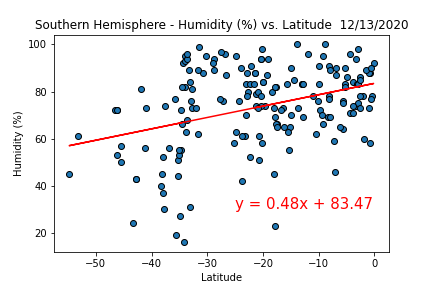 Southern Hemisphere - Humidity (%) vs. Latitude  12/13/2020
100
80
60
40
20
Humidity (%)
y = 0.48x + 83.47
−50
−40
−30
−20
−10
0
Latitude